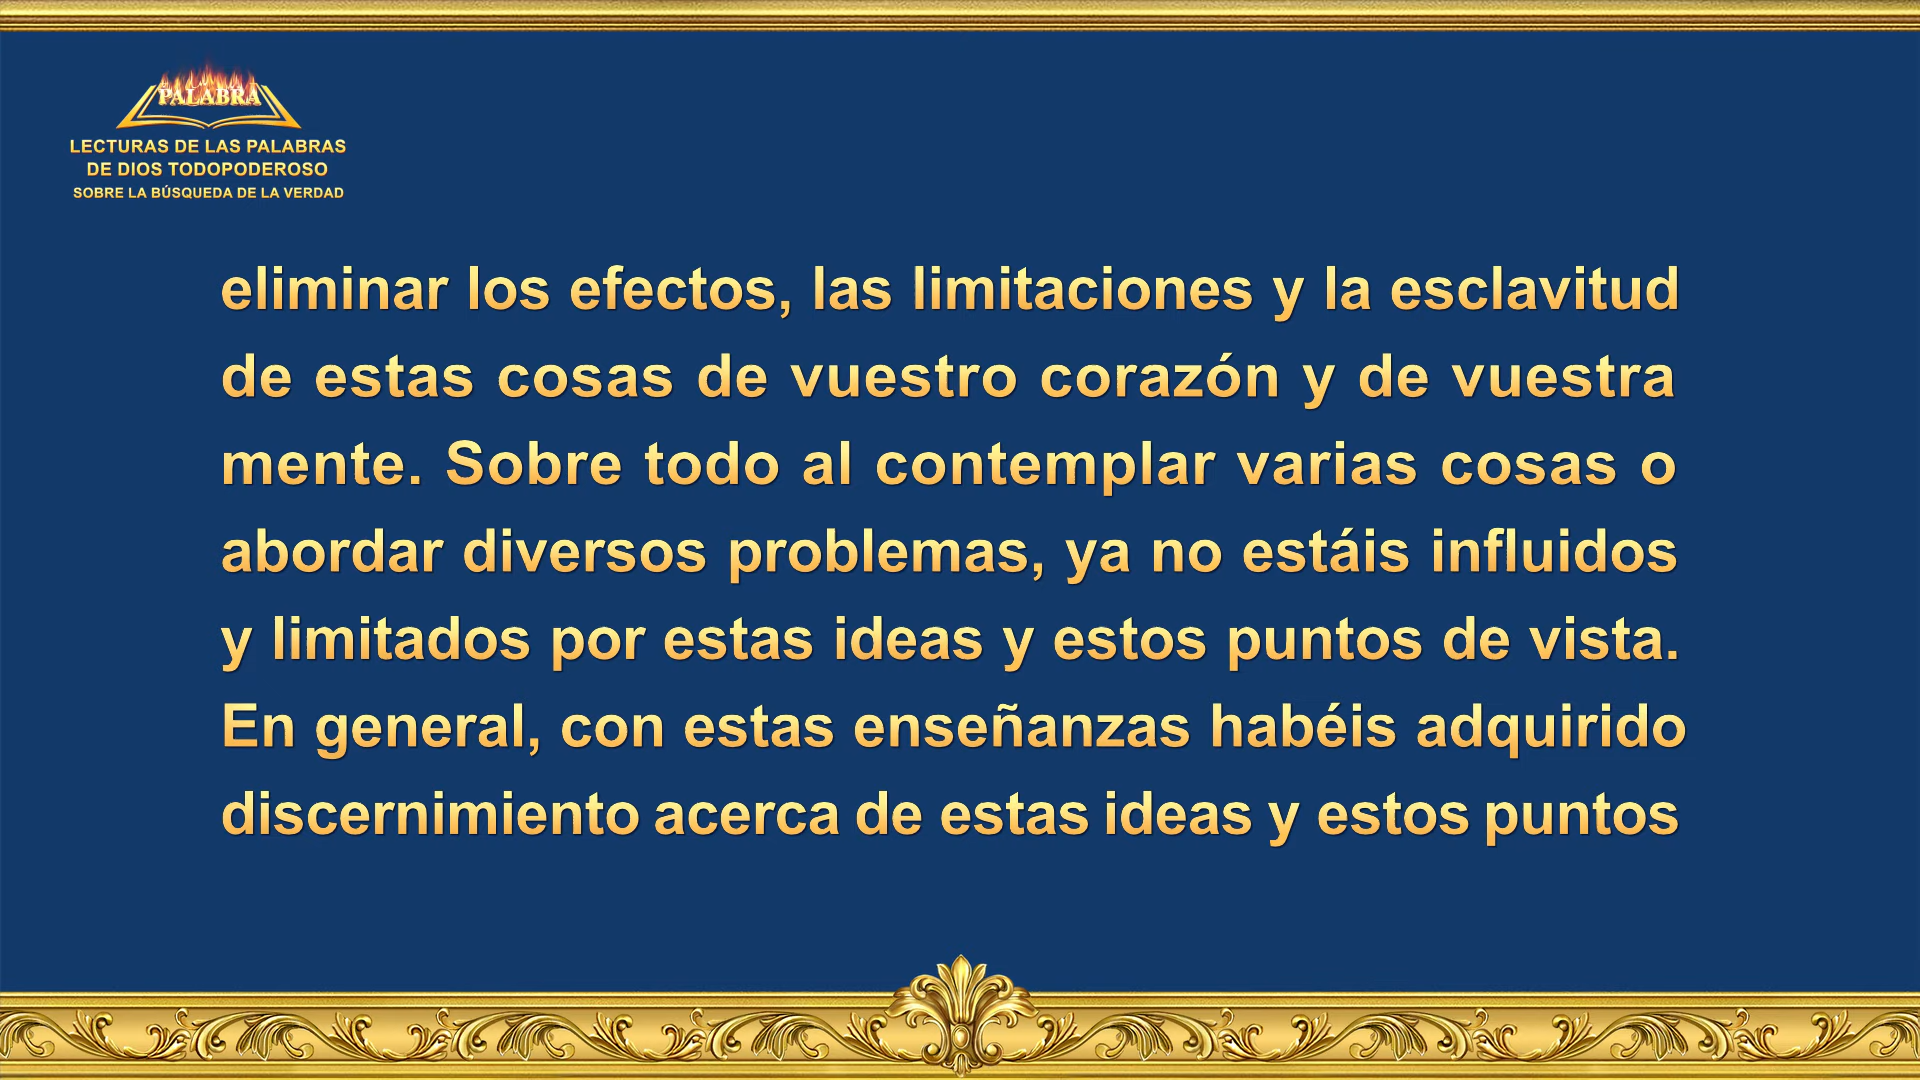 PALABRA
LECTURAS DE LAS PALABRAS
DE DIOS TODOPODEROSO
SOBRE LA BÚSQUEDA DE LA VERDAD
eliminar los efectos, las limitaciones y la esclavitud
de estas cosas de vuestro corazón y de vuestra
mente. Sobre todo al contemplar varias cosas o
abordar diversos problemas, ya no estáis influidos
y limitados por estas ideas y estos puntos de vista.
En general, con estas enseñanzas habéis adquirido
discernimiento acerca de estas ideas y estos puntos